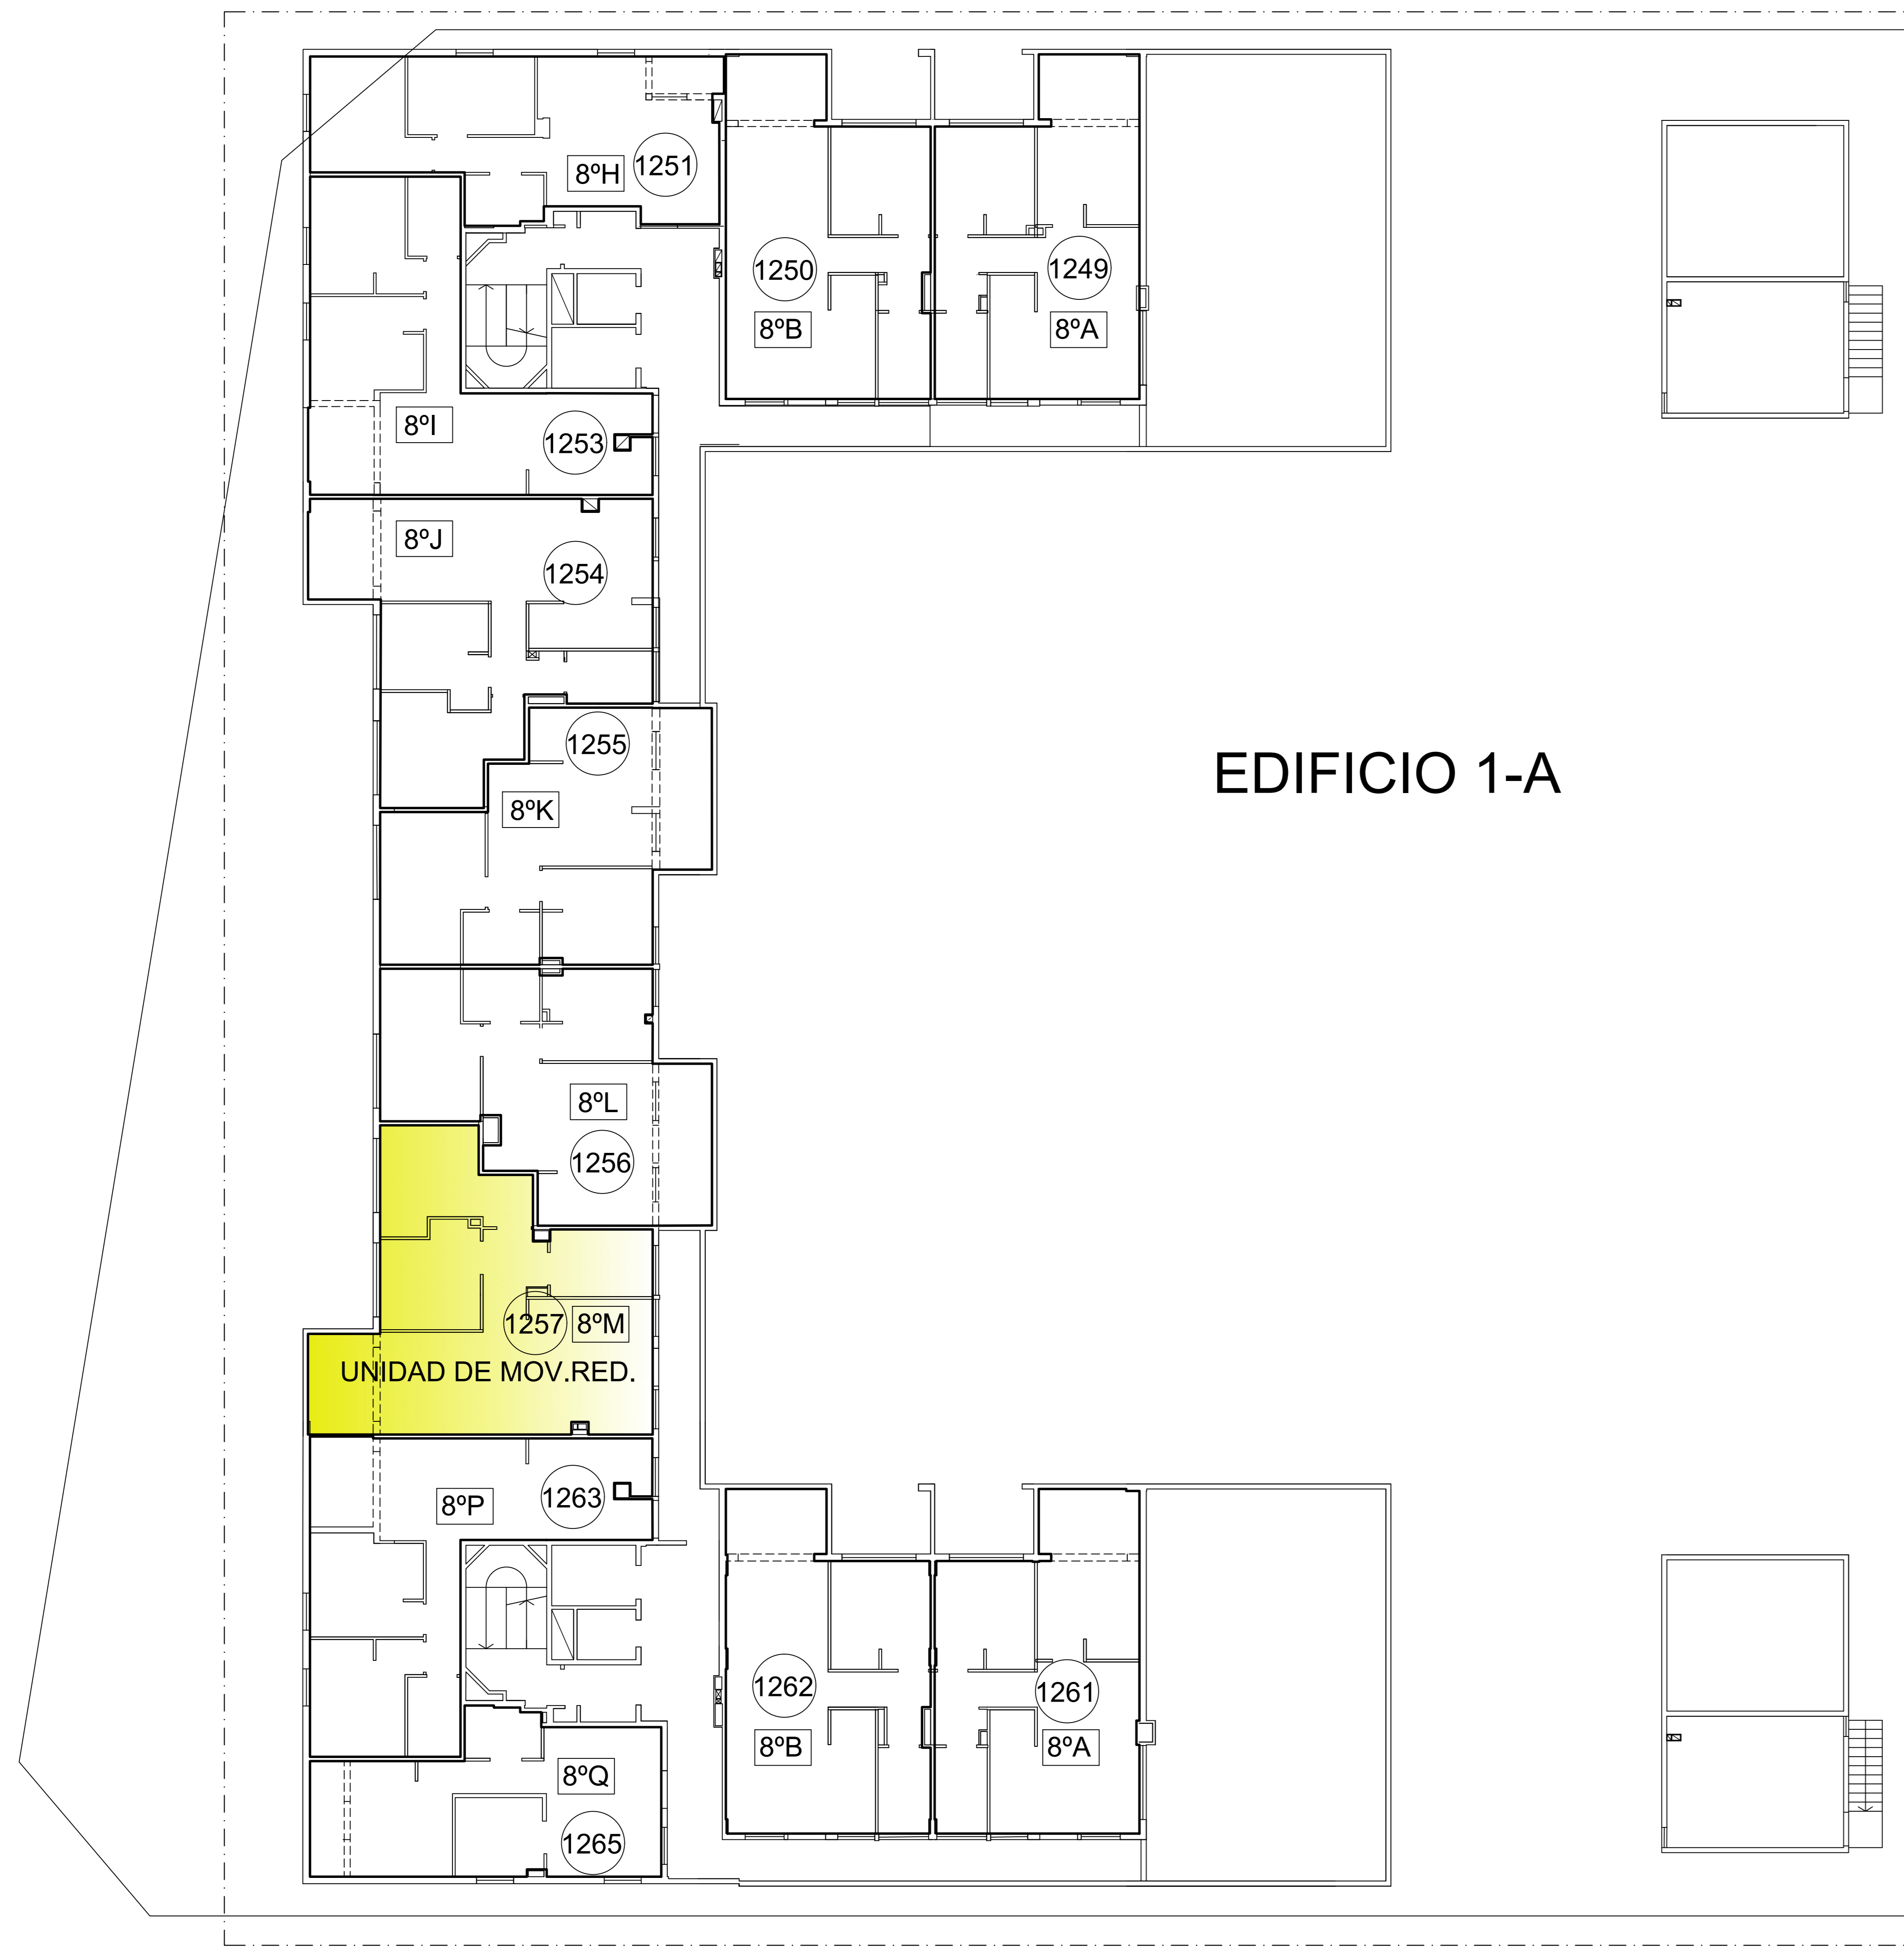 8ºH
1251
1250
8ºB
1249
8ºA
8ºI
1253
8ºJ
1254
1255
8ºK
EDIFICIO 1-A
8ºL
1256
1257
8ºM
UNIDAD DE MOV.RED.
8ºP
1263
1262
8ºB
1261
8ºA
8ºQ
1265